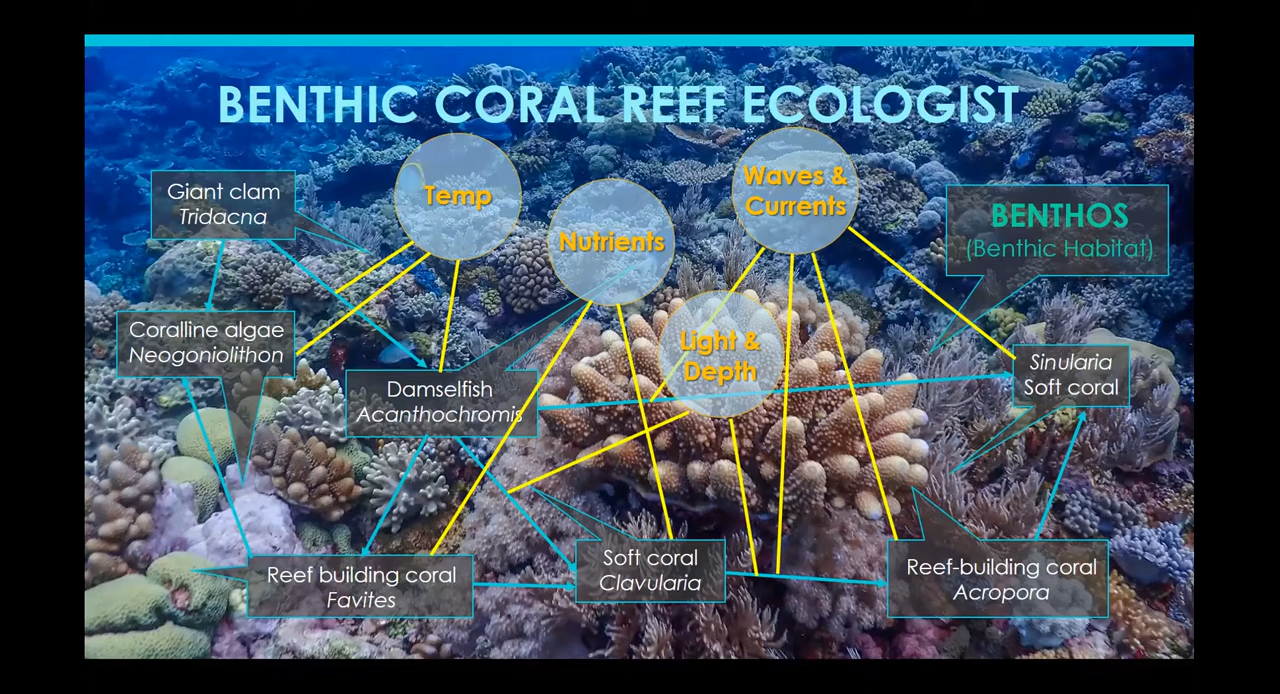 BENTHIC CORAL REEF ECOLOGIST
Giant clam
Tridacna
Temp
Nutrients
Waves &
Currents
BENTHOS
(Benthic Habitat)
Coralline algae
Neogoniolithon
Light &
Depth
Damselfish
Acanthochromis
Sinularia
Soft coral
Reef building coral
Favites
Soft coral
Clavularia
Reef-building coral
Acropora